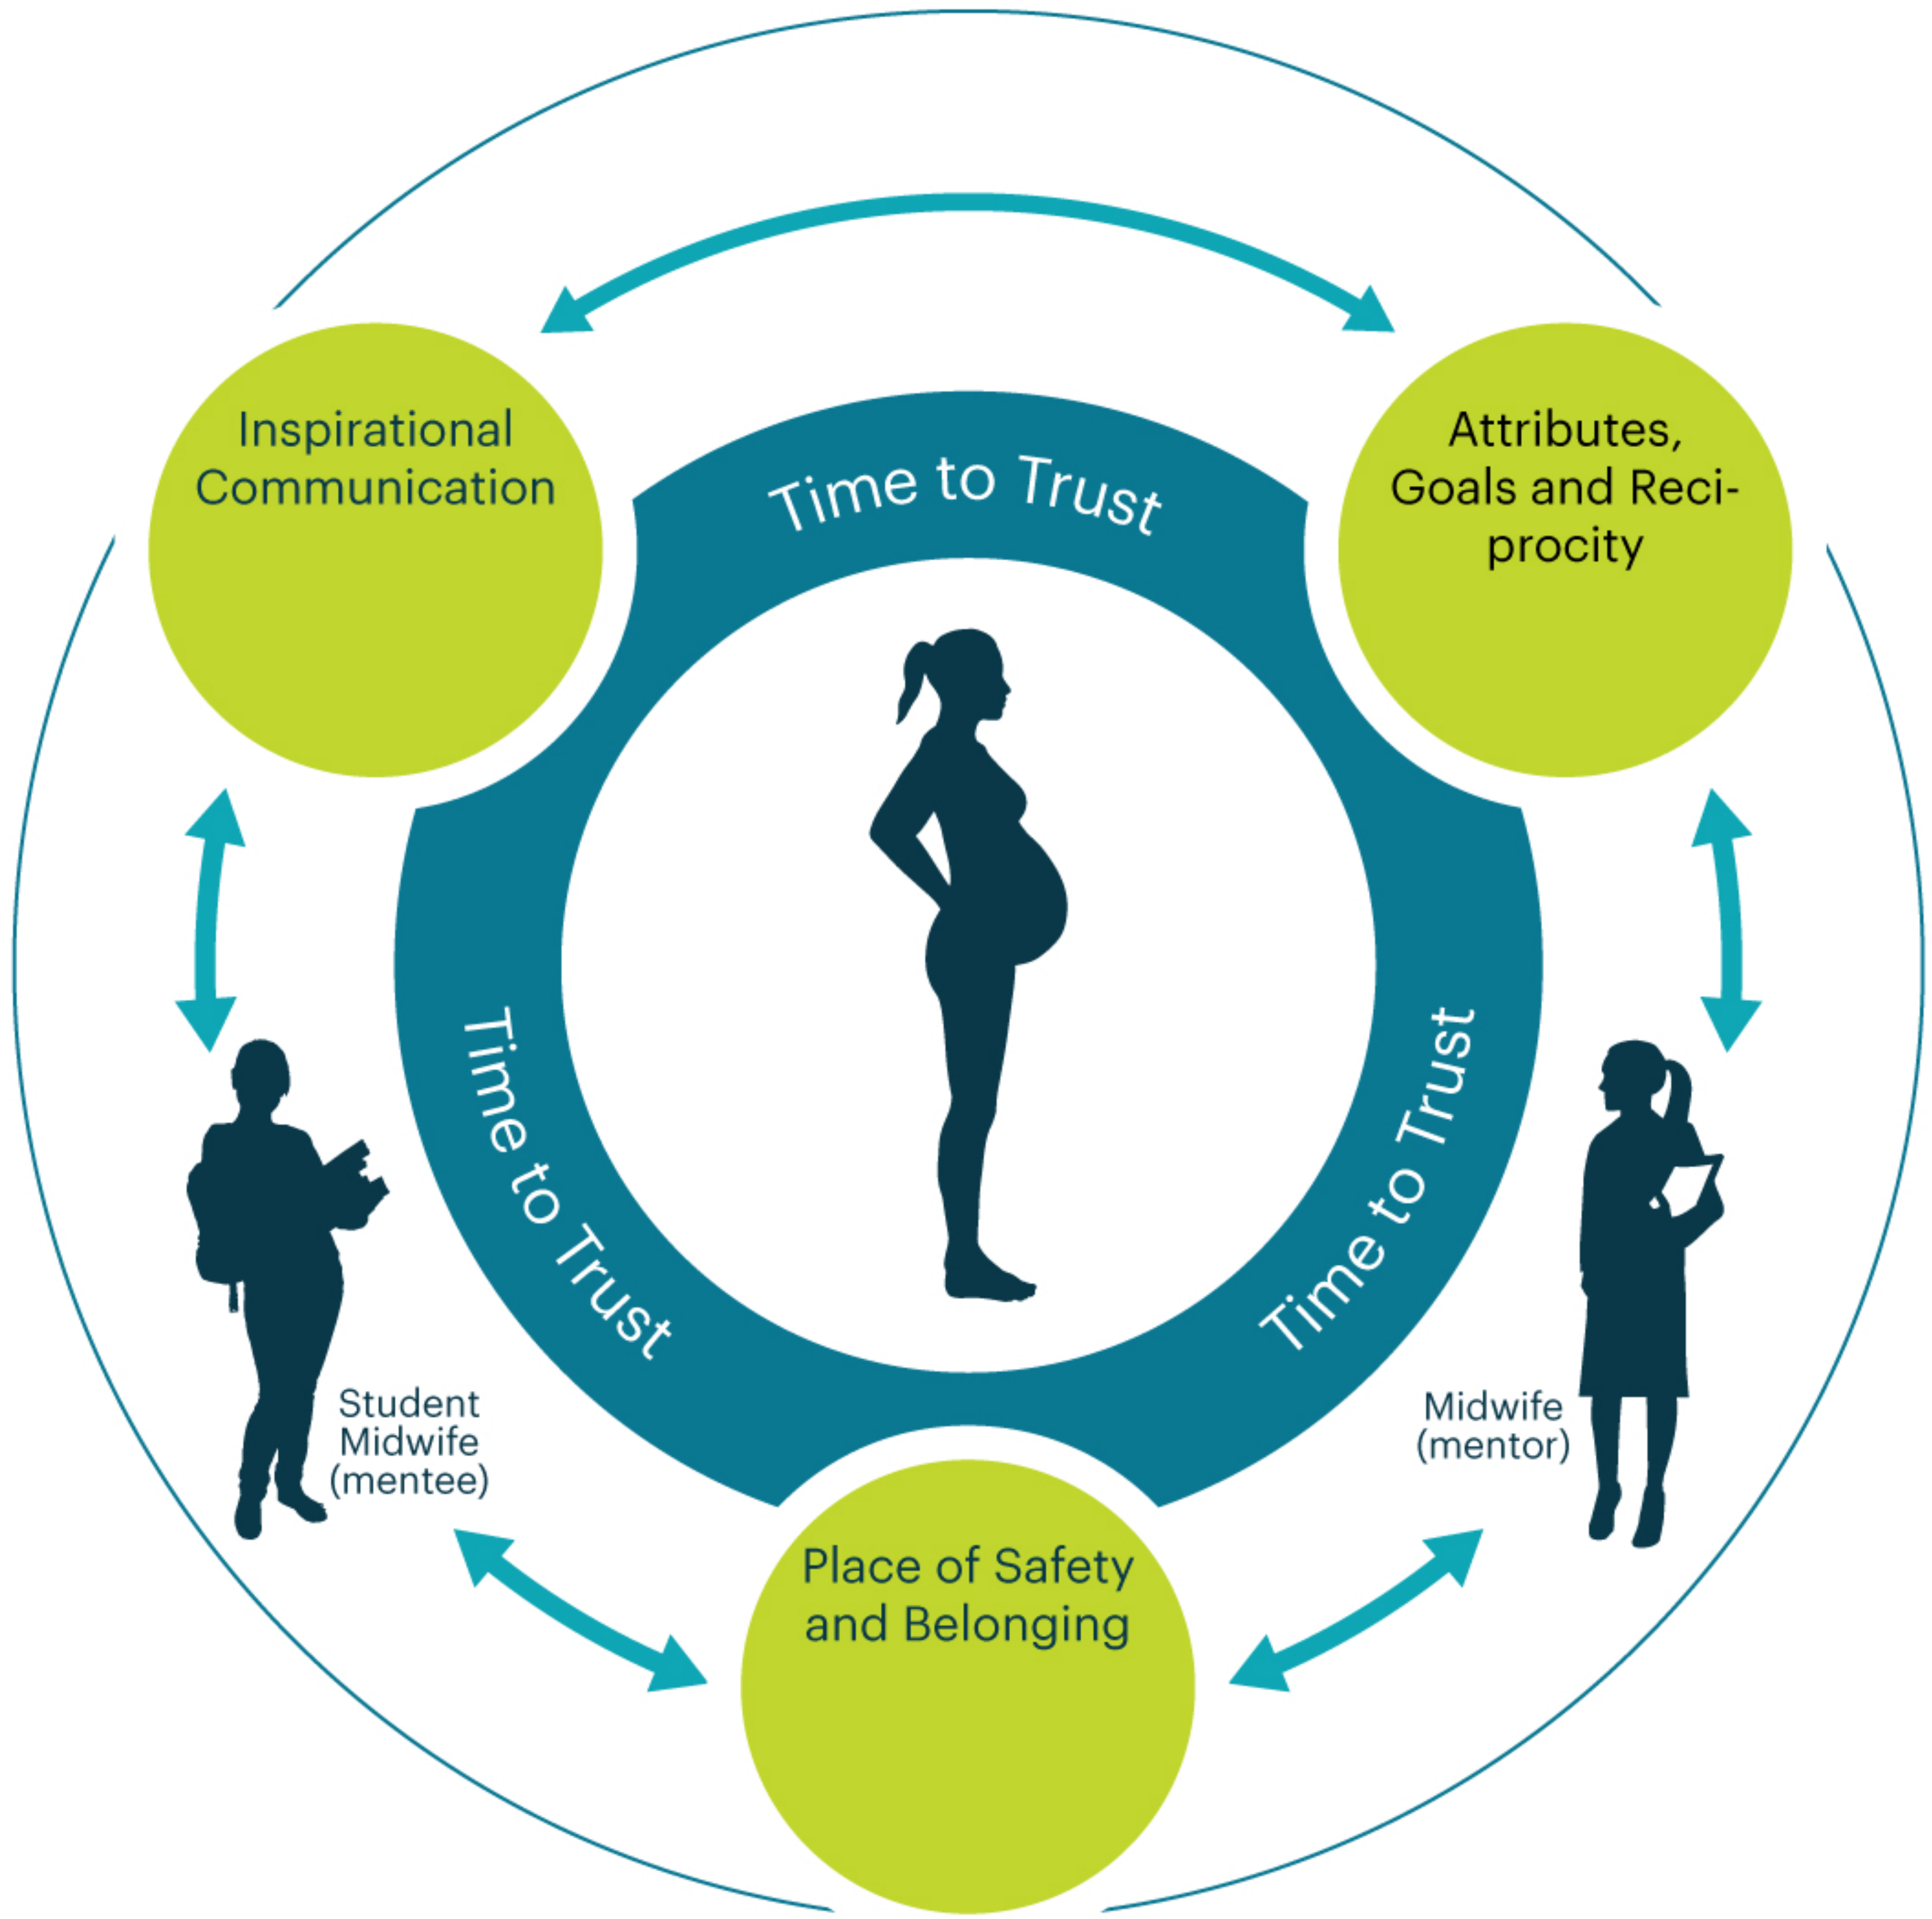 Inspirational
Communication
Attributes,
Goals and Reci-
procity
Time to Trust
Time to Trust
Time to Trust
Student
Midwife
(mentee)
Midwife
(mentor)
Place of Safety
and Belonging